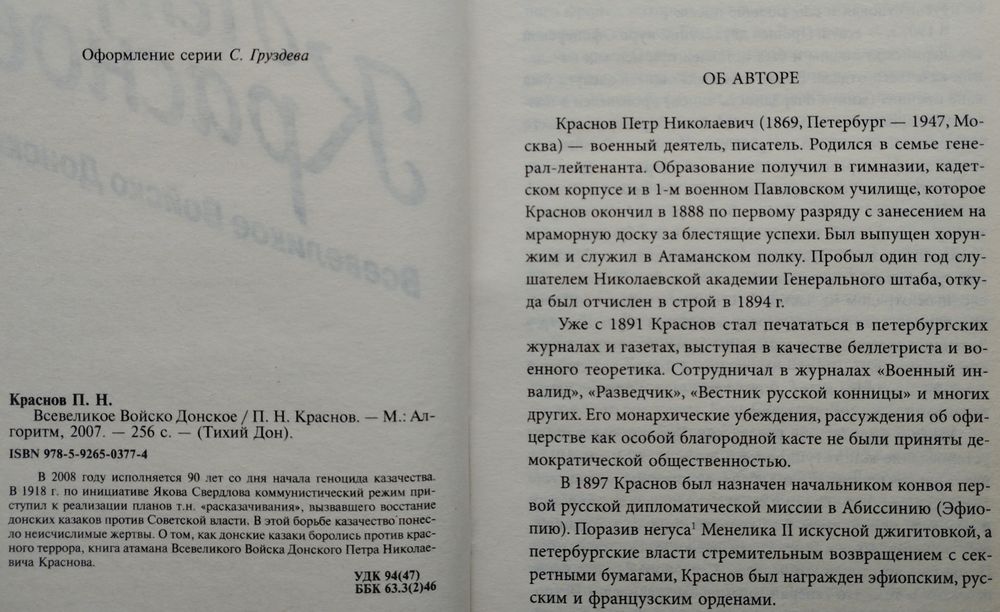 Оформление серии С. Груздева
Краснов П. Н.
Всевеликое Войско Донское / П. Н. Краснов. — М.: Ал-
горитм, 2007. — 256 с. — (Тихий Дон).
ISBN 978-5-9265-0377-4
В 2008 году исполняется 90 лет со дня начала геноцида казачества.
В 1918 г. по инициативе Якова Свердлова коммунистический режим при-
ступил к реализации планов т.н. «расказачивания», вызвавшего восстание
донских казаков против Советской власти. В этой борьбе казачество понес-
ло неисчислимые жертвы. О том, как донские казаки боролись против крас-
ного террора, книга атамана Всевеликого Войска Донского Петра Николае-
вича Краснова.
УДК 94(47)
ББК 63.3(2)46
ОБ АВТОРЕ
Краснов Петр Николаевич (1869, Петербург — 1947, Мо-
сква) — военный деятель, писатель. Родился в семье гене-
рал-лейтенанта. Образование получил в гимназии, кадет-
ском корпусе и в 1-м военном Павловском училище, которое
Краснов окончил в 1888 по первому разряду с занесением на
мраморную доску за блестящие успехи. Был выпущен хорун-
жим и служил в Атаманском полку. Пробыл один год слу-
шателем Николаевской академии Генерального штаба, отку-
да был отчислен в строй в 1894 г.
Уже с 1891 Краснов стал печататься в петербургских
журналах и газетах, выступая в качестве беллетриста и во-
енного теоретика. Сотрудничал в журналах «Военный ин-
валид», «Разведчик», «Вестник русской конницы» и многих
других. Его монархические убеждения, рассуждения об офи-
церстве как особой благородной касте не были приняты де-
мократической общественностью.
В 1897 Краснов был назначен начальником конвоя пер-
вой русской дипломатической миссии в Абиссинию (Эфио-
пию). Поразив негуса¹ Менелика II искусной джигитовкой, а
петербургские власти стремительным возвращением с сек-
ретными бумагами, Краснов был награжден эфиопским, рус-
ским и французским орденами.